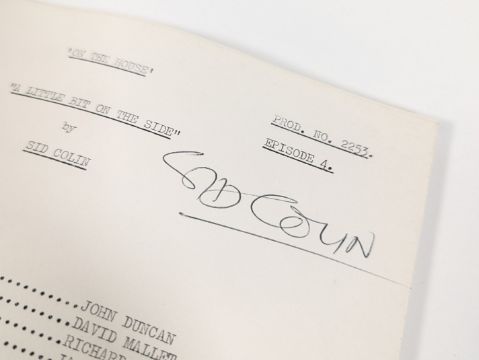 'ON THE HOUSE'
"A LITTLE BIT ON THE SIDE"
by
SID COLIN
PROD. NO. 2253.
EPISODE 4.
SID COLIN
JOHN DUNCAN
DAVID MALLET
RICHARD